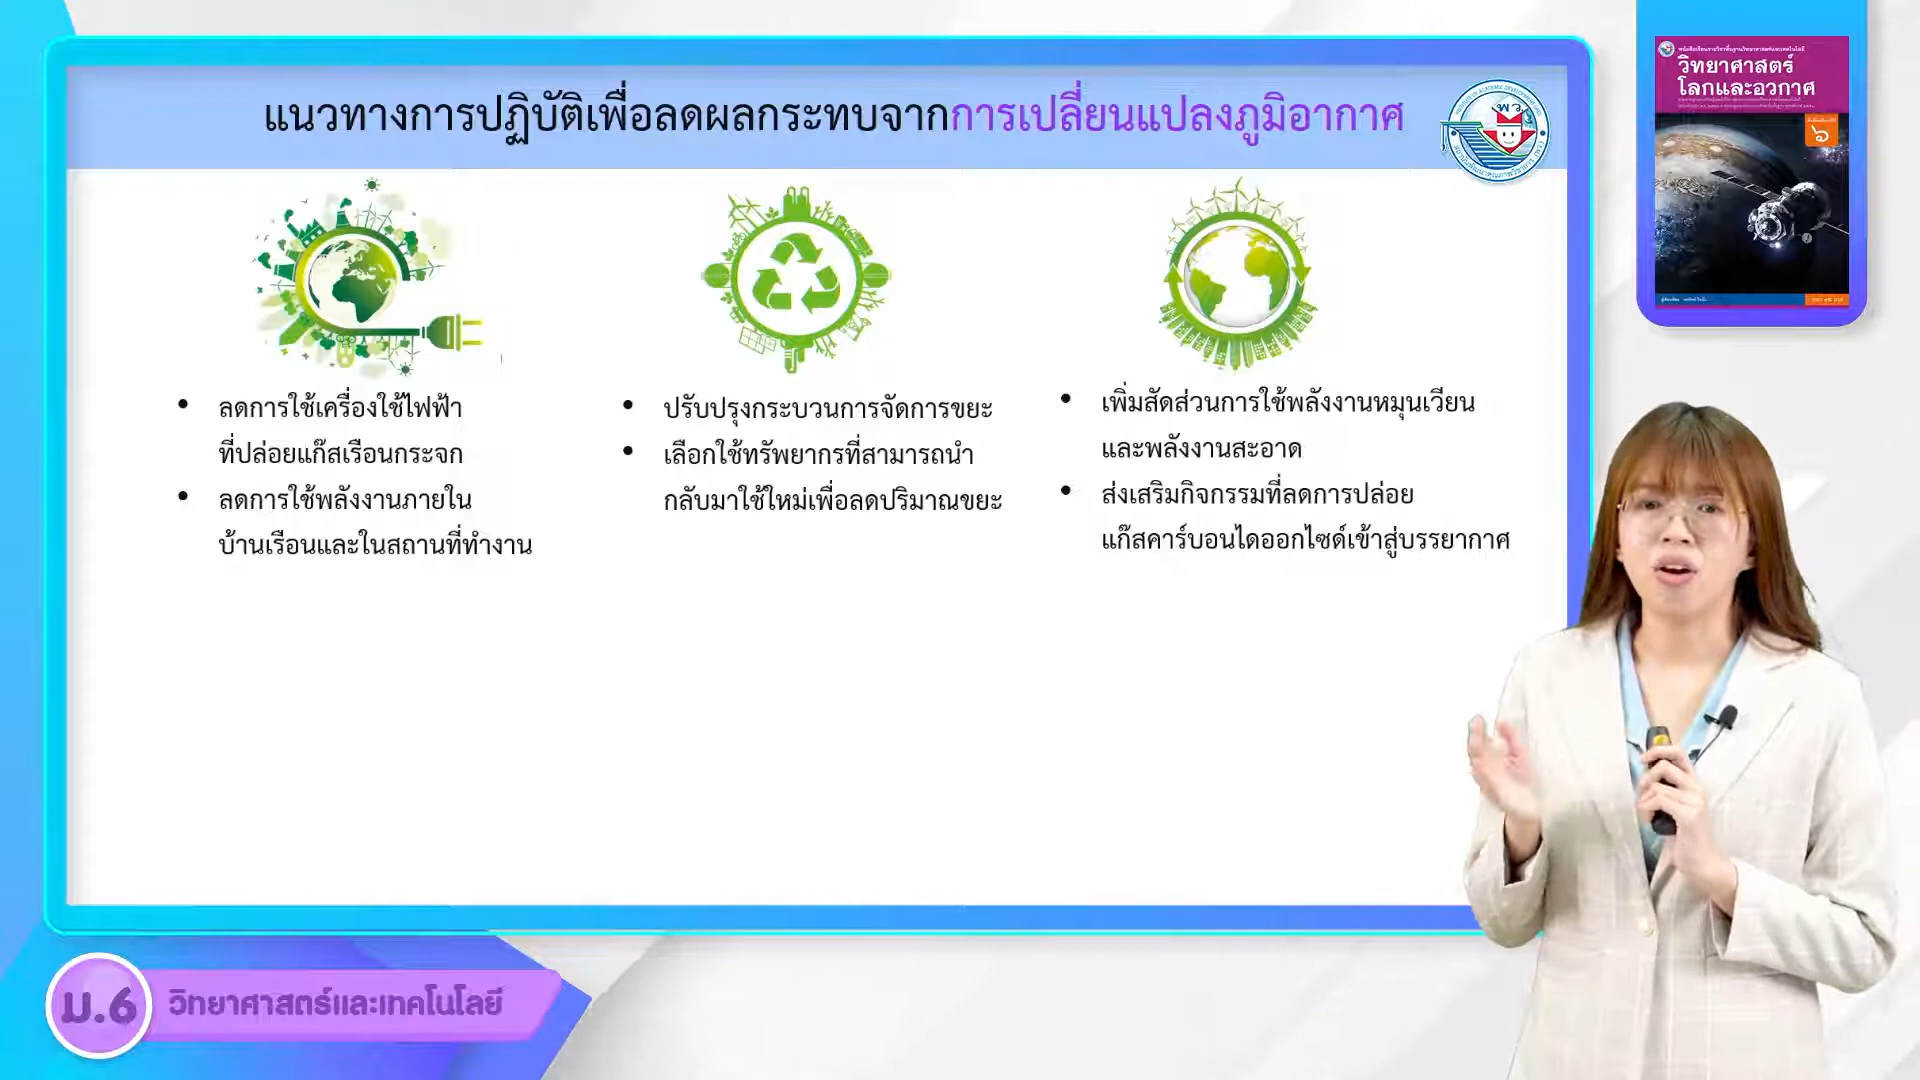 แนวทางการปฏิบัติเพื่อลดผลกระทบจากการเปลี่ยนแปลงภูมิอากาศ
• ลดการใช้เครื่องใช้ไฟฟ้า
ที่ปล่อยแก๊สเรือนกระจก
• ลดการใช้พลังงานภายใน
บ้านเรือนและในสถานที่ทำงาน
• ปรับปรุงกระบวนการจัดการขยะ
• เลือกใช้ทรัพยากรที่สามารถนำ
กลับมาใช้ใหม่เพื่อลดปริมาณขยะ
• เพิ่มสัดส่วนการใช้พลังงานหมุนเวียน
และพลังงานสะอาด
• ส่งเสริมกิจกรรมที่ลดการปล่อย
แก๊สคาร์บอนไดออกไซด์เข้าสู่บรรยากาศ
พว.
วิทยาศาสตร์
โลกและอวกาศ
๖
ม.6
วิทยาศาสตร์และเทคโนโลยี